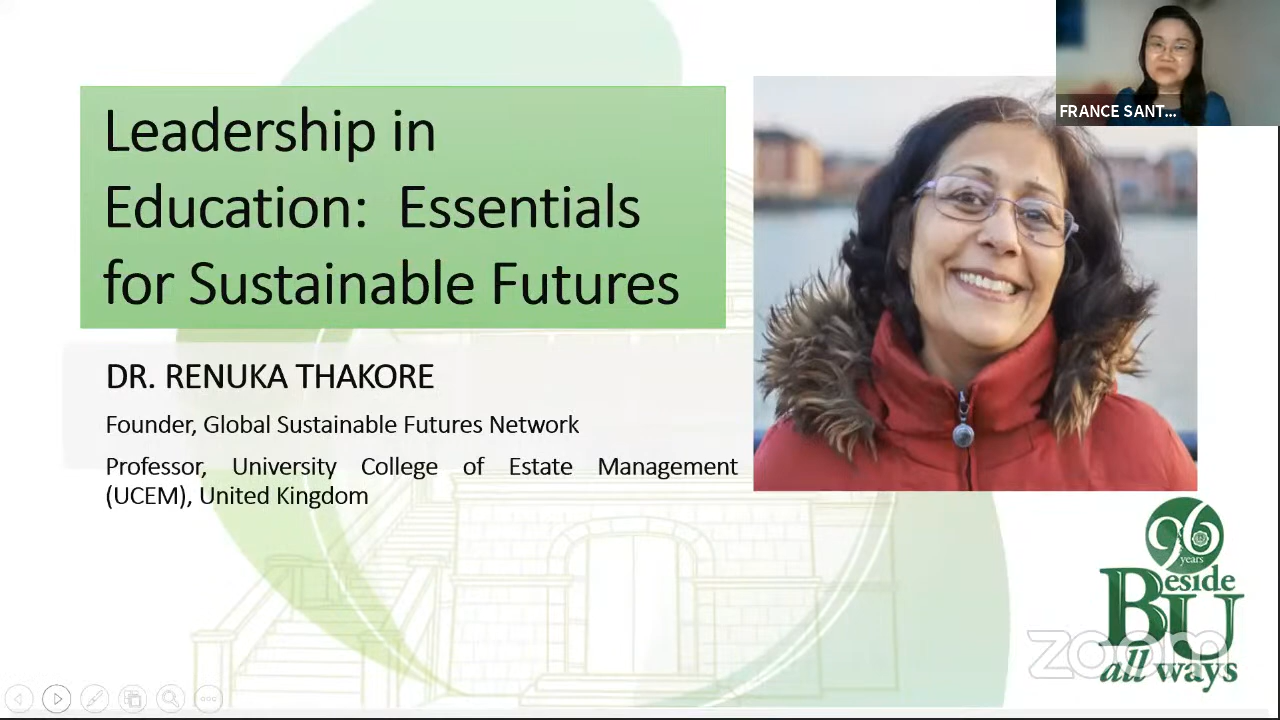 FRANCE SANT...
Leadership in
Education: Essentials
for Sustainable Futures
DR. RENUKA THAKORE
Founder, Global Sustainable Futures Network
Professor, University College of Estate Management
(UCEM), United Kingdom
96
years
Beside
BU
all ways
zoom